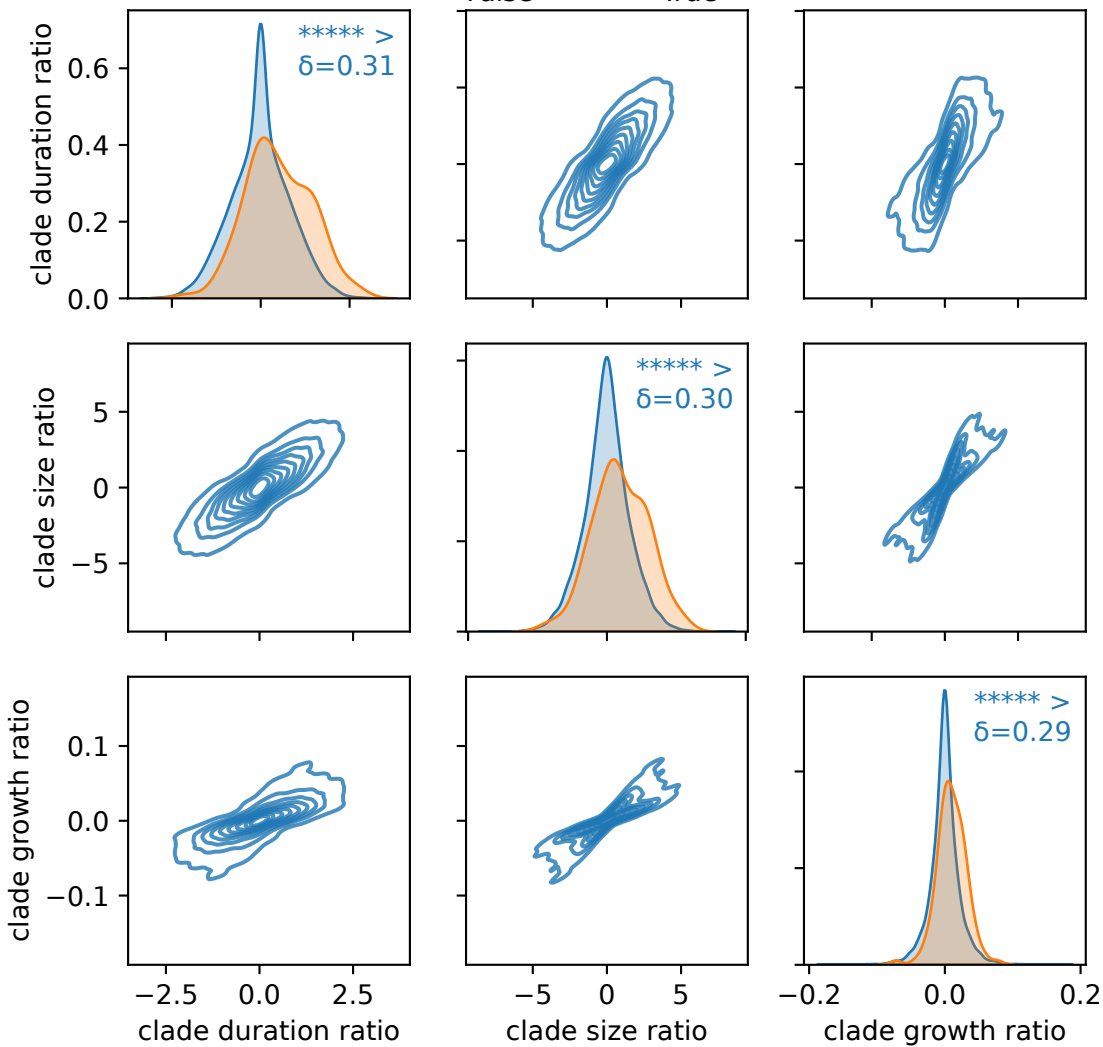 ***** >
δ=0.31
clade duration ratio
0.6
0.4
0.2
0.0
***** >
δ=0.30
clade size ratio
5
0
−5
***** >
δ=0.29
clade growth ratio
0.1
0.0
−0.1
−2.5 0.0 2.5
−5 0 5
−0.2 0.0 0.2
clade duration ratio
clade size ratio
clade growth ratio